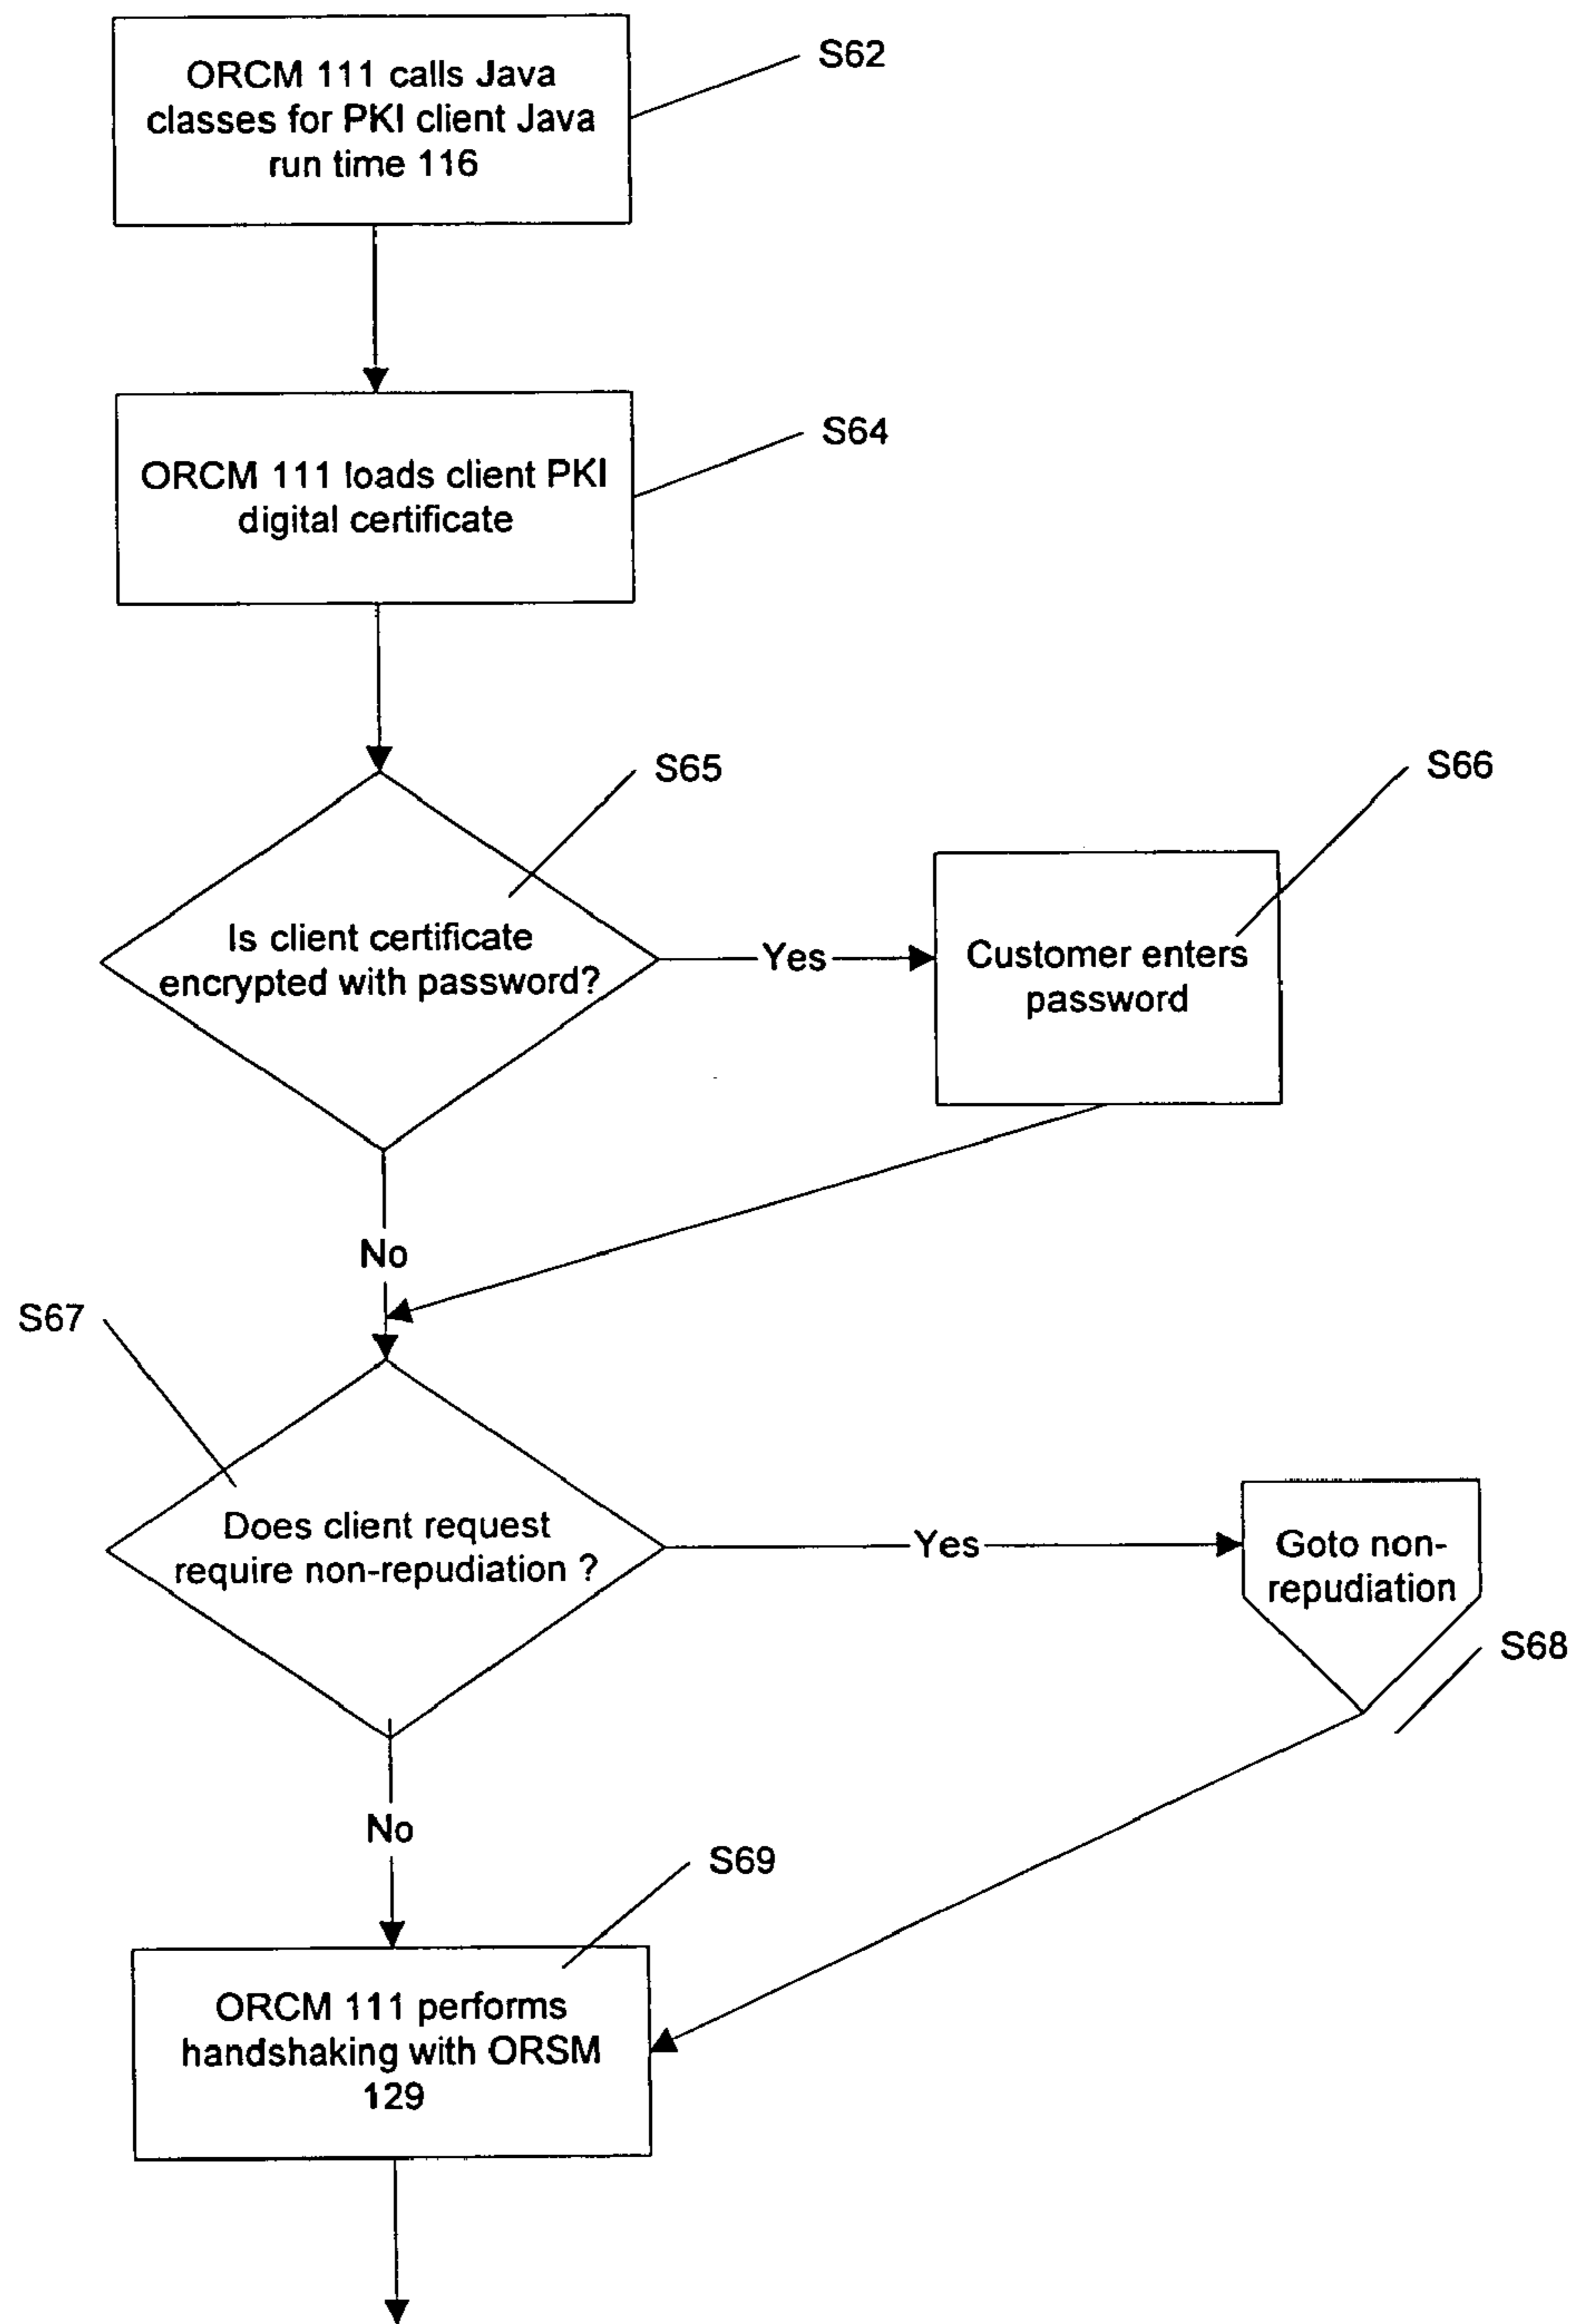 ORCM 111 calls Java
classes for PKI client Java
run time 116
S62
ORCM 111 loads client PKI
digital certificate
S64
S65
S66
Is client certificate
encrypted with password?
Yes
Customer enters
password
No
S67
Does client request
require non-repudiation ?
Yes
Goto non-
repudiation
S68
No
S69
ORCM 111 performs
handshaking with ORSM
129